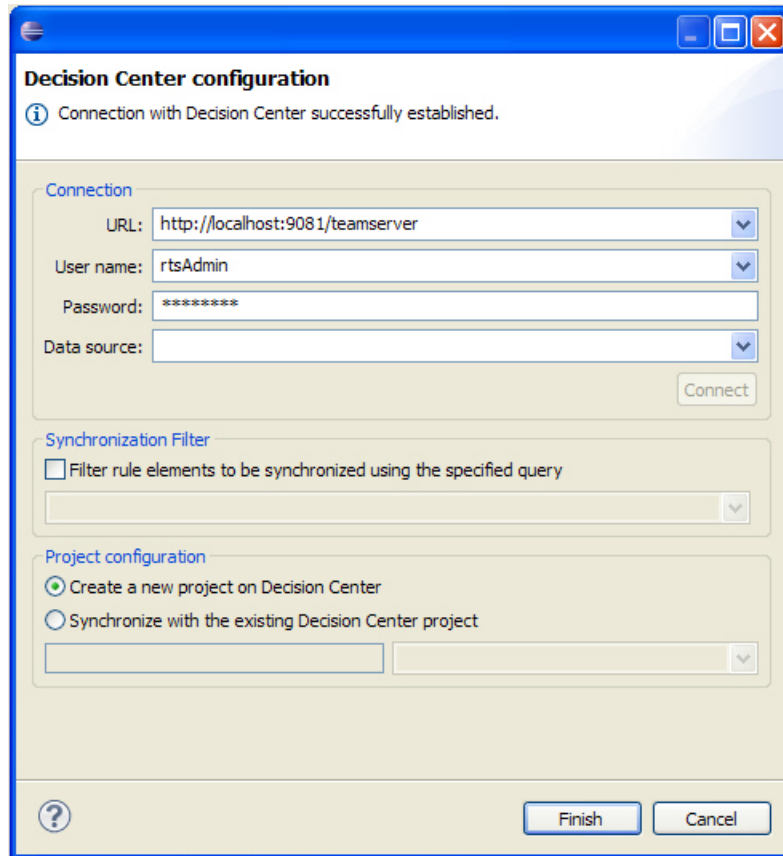 Decision Center configuration
Connection with Decision Center successfully established.
Connection
URL: http://localhost:9081/teamserver
User name: rtsAdmin
Password: ********
Data source:
Connect
Synchronization Filter
Filter rule elements to be synchronized using the specified query
Project configuration
Create a new project on Decision Center
Synchronize with the existing Decision Center project
Finish Cancel